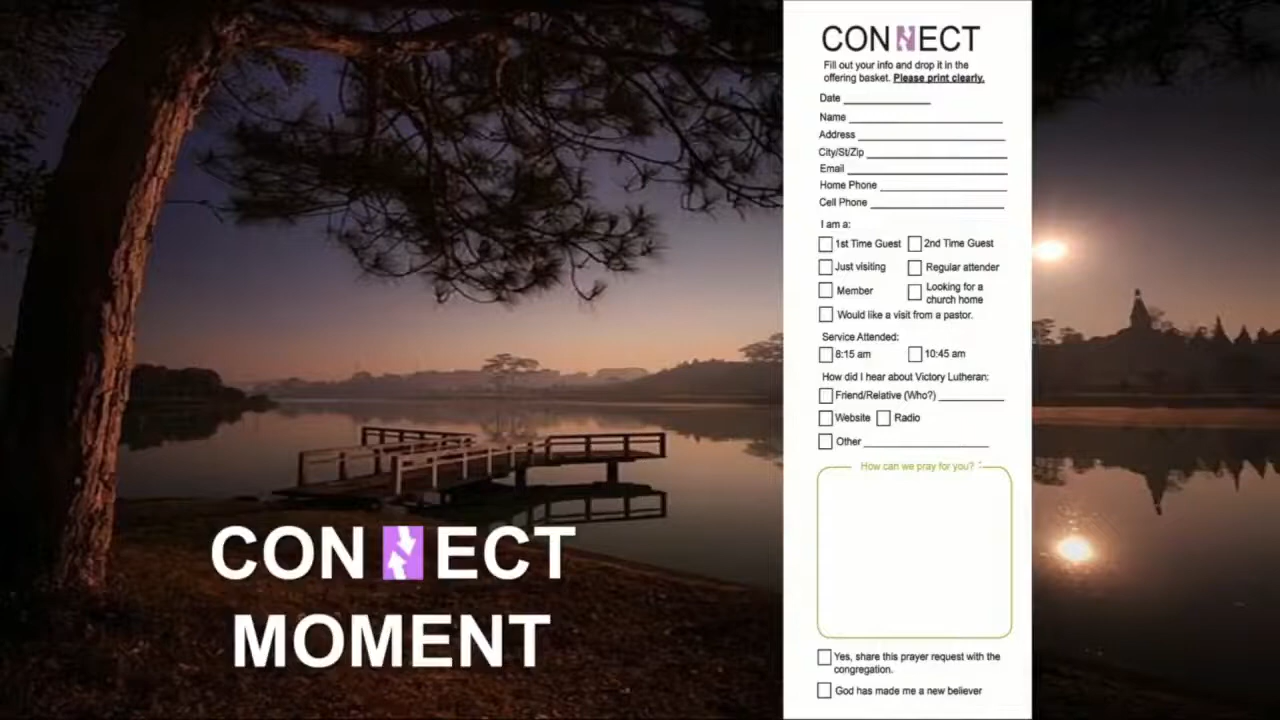 CONNECT
MOMENT
CONNECT
Fill out your info and drop it in the
offering basket. Please print clearly.
Date
Name
Address
City/St/Zip
Email
Home Phone
Cell Phone
I am a:
1st Time Guest 2nd Time Guest
Just visiting Regular attender
Member Looking for a
church home
Would like a visit from a pastor.
Service Attended:
8:15 am 10:45 am
How did I hear about Victory Lutheran:
Friend/Relative (Who?)
Website Radio
Other
How can we pray for you?
Yes, share this prayer request with the
congregation.
God has made me a new believer